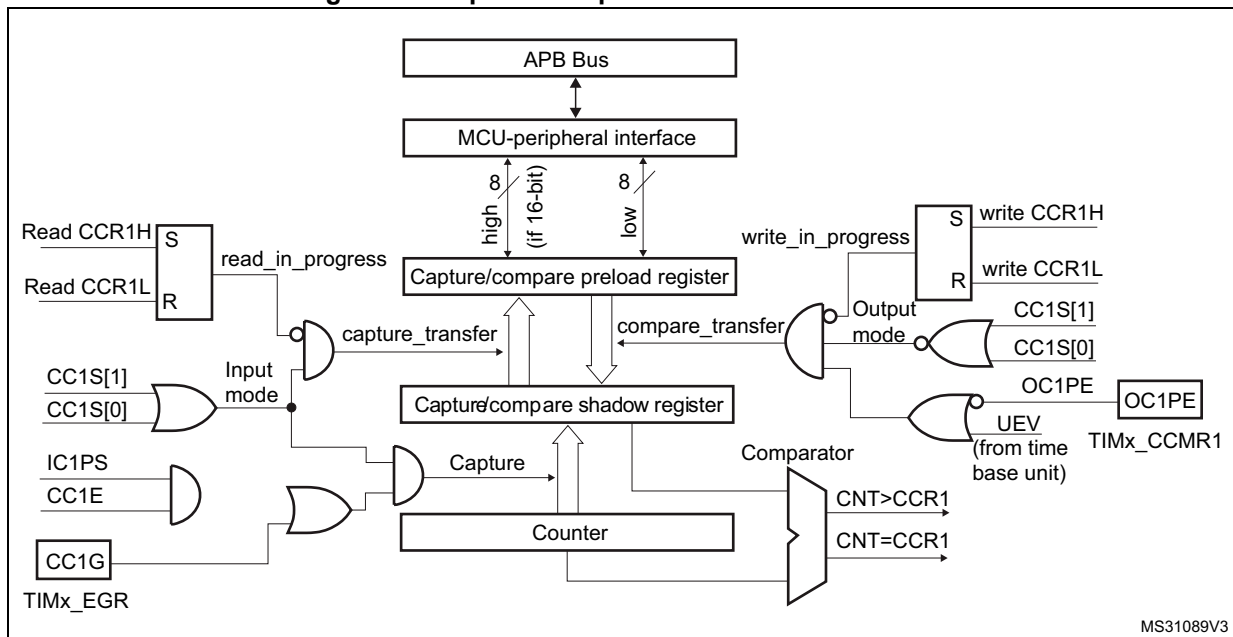 APB Bus
MCU-peripheral interface
8
high
(if 16-bit)
8
low
Read CCR1H
S
read_in_progress
Read CCR1L
R
write_in_progress
S
write CCR1H
R
write CCR1L
Capture/compare preload register
capture_transfer
compare_transfer
Output
mode
CC1S[1]
CC1S[0]
CC1S[1]
CC1S[0]
Input
mode
Capture/compare shadow register
OC1PE
OC1PE
UEV
(from time
base unit)
TIMx_CCMR1
IC1PS
CC1E
Capture
Comparator
CNT>CCR1
CNT=CCR1
Counter
CC1G
TIMx_EGR
MS31089V3